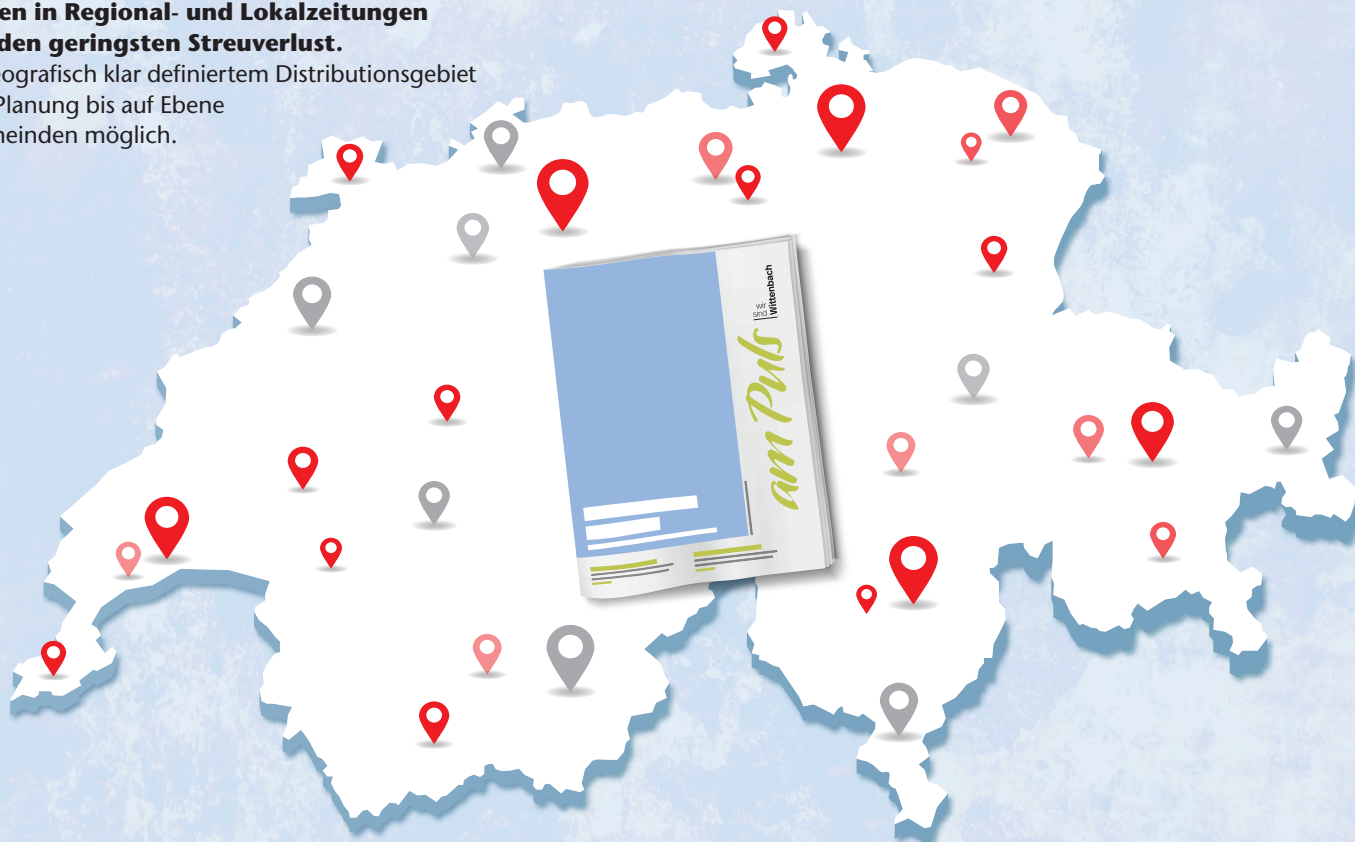 en in Regional- und Lokalzeitungen
den geringsten Streuverlust.
eografisch klar definiertem Distributionsgebiet
Planung bis auf Ebene
neinden möglich.
wir
sind
Wittenbach
am Puls